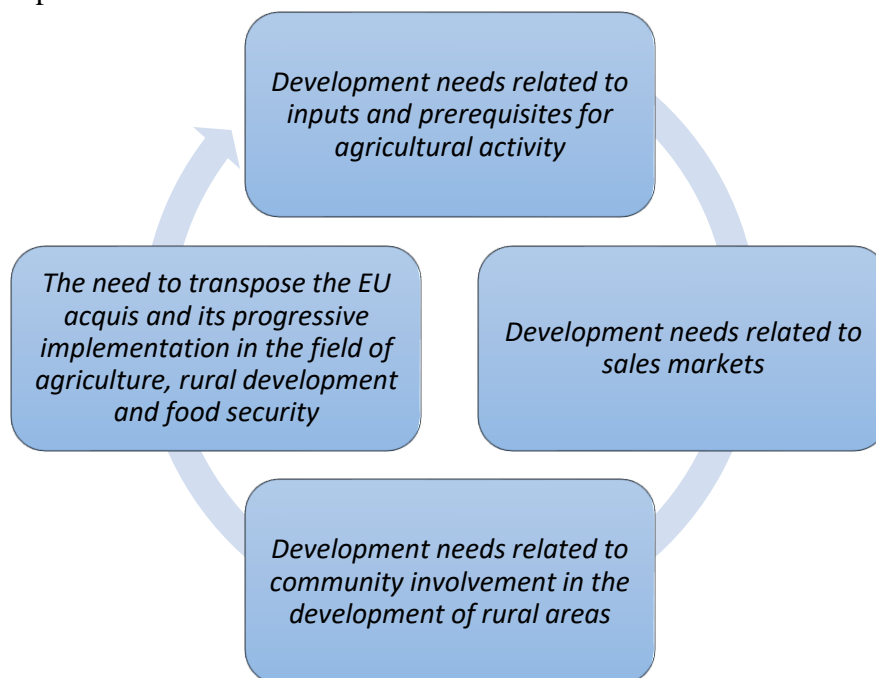 Development needs related to
inputs and prerequisites for
agricultural activity
The need to transpose the EU
acquis and its progressive
implementation in the field of
agriculture, rural development
and food security
Development needs related to
sales markets
Development needs related to
community involvement in the
development of rural areas